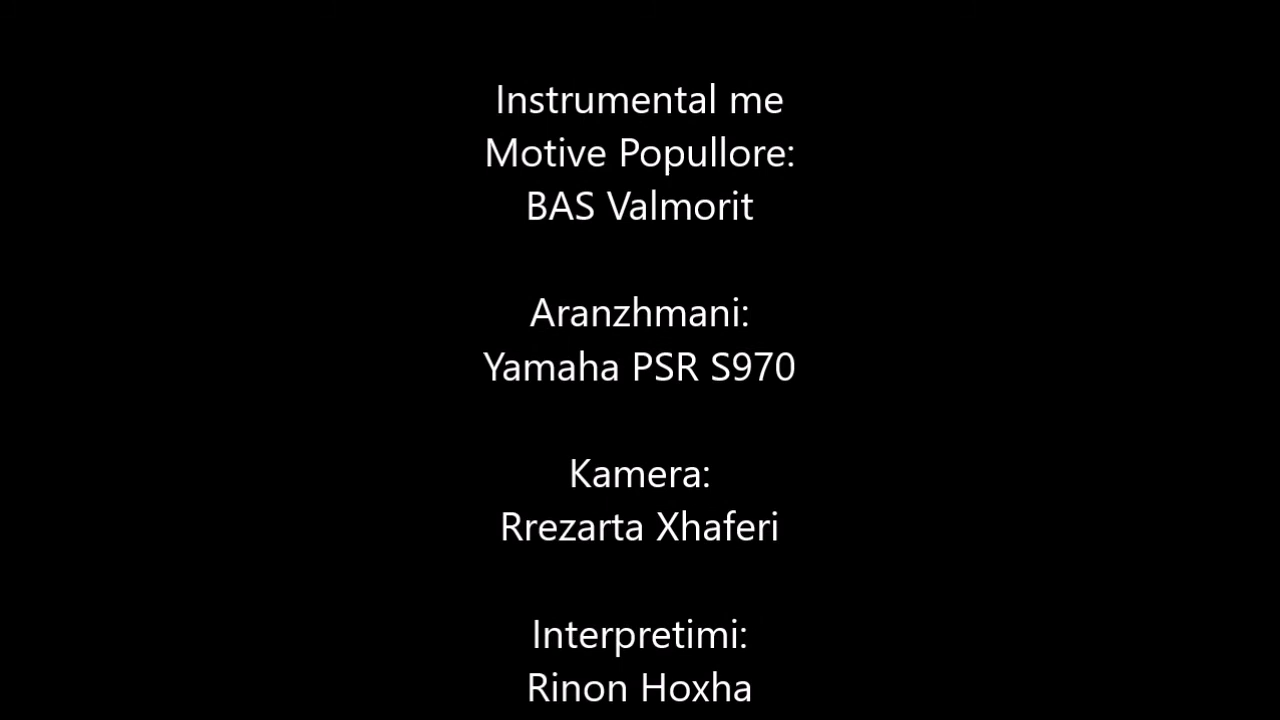 Instrumental me
Motive Popullore:
BAS Valmorit
Aranzhmani:
Yamaha PSR S970
Kamera:
Rrezarta Xhaferi
Interpretimi:
Rinon Hoxha